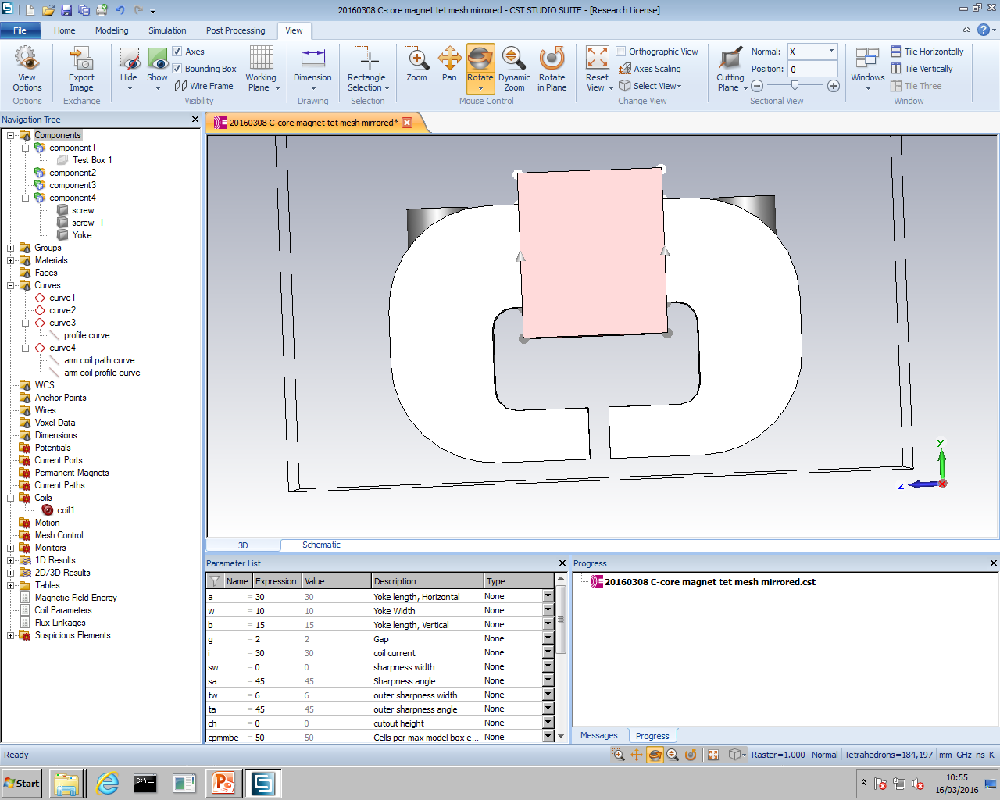 20160308 C-core magnet tet mesh mirrored - CST STUDIO SUITE - [Research License]
File Home Modeling Simulation Post Processing View
View Options
Options
Export Image
Exchange
Hide
Show
Axes
Bounding Box
Wire Frame
Working Plane
Visibility
Dimension
Drawing
Rectangle Selection
Selection
Zoom
Pan
Rotate
Dynamic Zoom
Rotate in Plane
Mouse Control
Reset View
Orthographic View
Axes Scaling
Select View
Change View
Cutting Plane
Normal: X
Position: 0
Sectional View
Windows
Tile Horizontally
Tile Vertically
Tile Three
Window
Navigation Tree
Components
component1
Test Box 1
component2
component3
component4
screw
screw_1
Yoke
Groups
Materials
Faces
Curves
curve1
curve2
curve3
profile curve
curve4
arm coil path curve
arm coil profile curve
WCS
Anchor Points
Wires
Voxel Data
Dimensions
Potentials
Current Ports
Permanent Magnets
Current Paths
Coils
coil1
Motion
Mesh Control
Monitors
1D Results
2D/3D Results
Tables
Magnetic Field Energy
Coil Parameters
Flux Linkages
Suspicious Elements
20160308 C-core magnet tet mesh mirrored*
y
z
x
3D Schematic
Parameter List
Name Expression Value Description Type
a = 30 30 Yoke length, Horizontal None
w = 10 10 Yoke Width None
b = 15 15 Yoke length, Vertical None
g = 2 2 Gap None
i = 30 30 coil current None
sw = 0 0 sharpness width None
sa = 45 45 Sharpness angle None
tw = 6 6 outer sharpness width None
ta = 45 45 outer sharpness angle None
ch = 0 0 cutout height None
cpmmbe = 50 50 Cells per max model box e... None
Progress
20160308 C-core magnet tet mesh mirrored.cst
Messages Progress
Ready
Raster=1.000 Normal Tetrahedrons=184,197 mm GHz ns K
Start
C:\_
10:55
16/03/2016